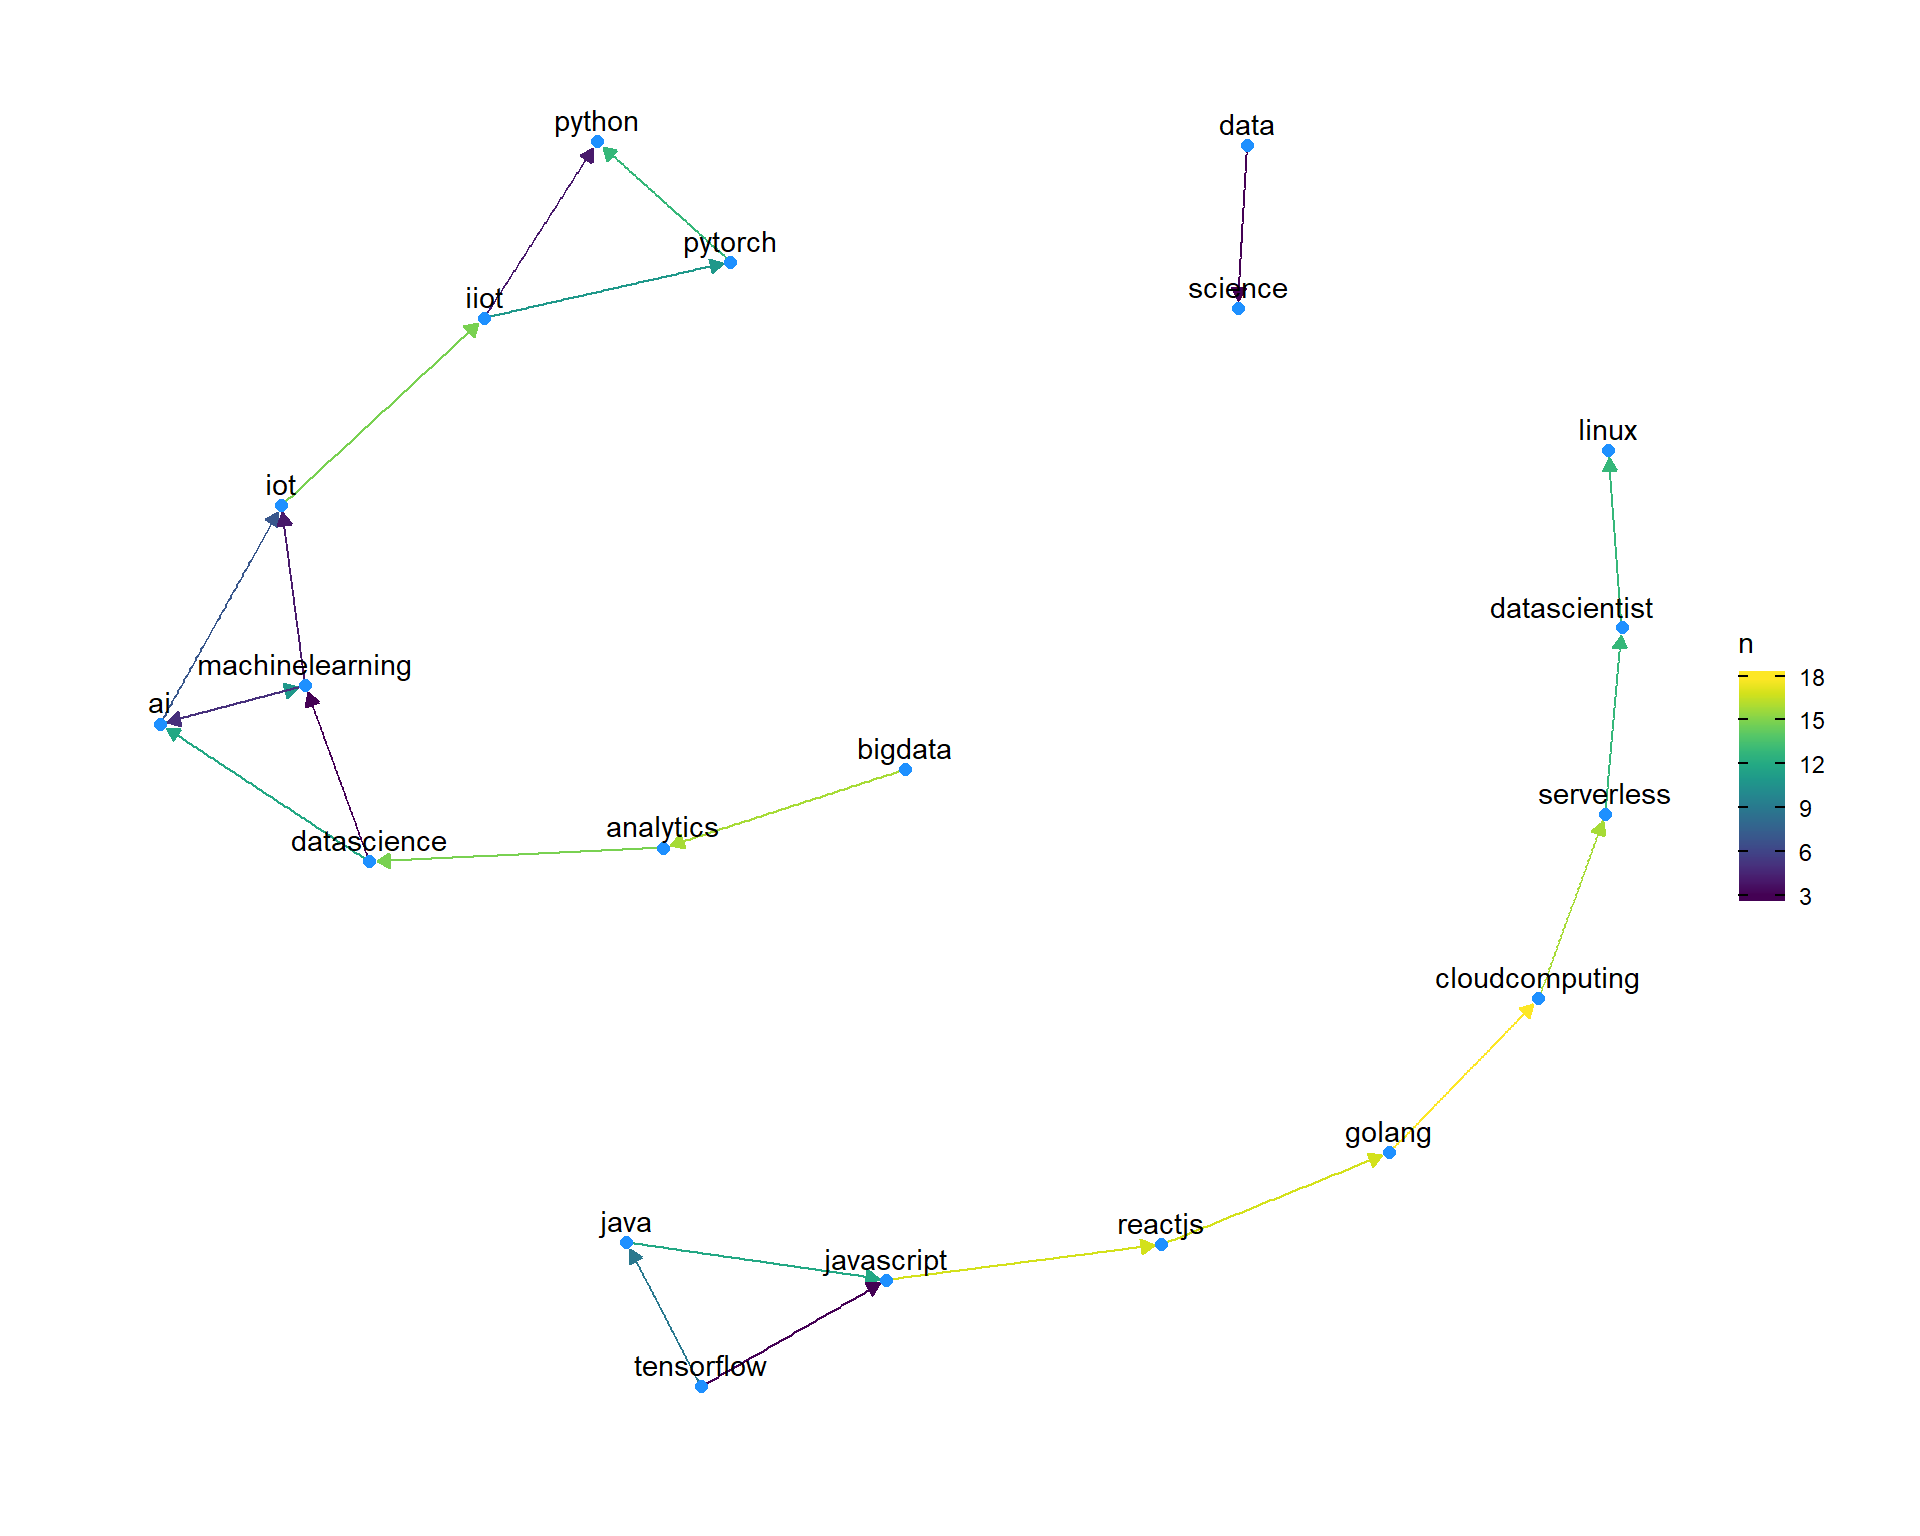 python
data
pytorch
science
iiot
linux
iot
datascientist
n
machinelearning
ai
18
15
12
9
6
3
bigdata
serverless
analytics
datascience
cloudcomputing
golang
java
reactjs
javascript
tensorflow